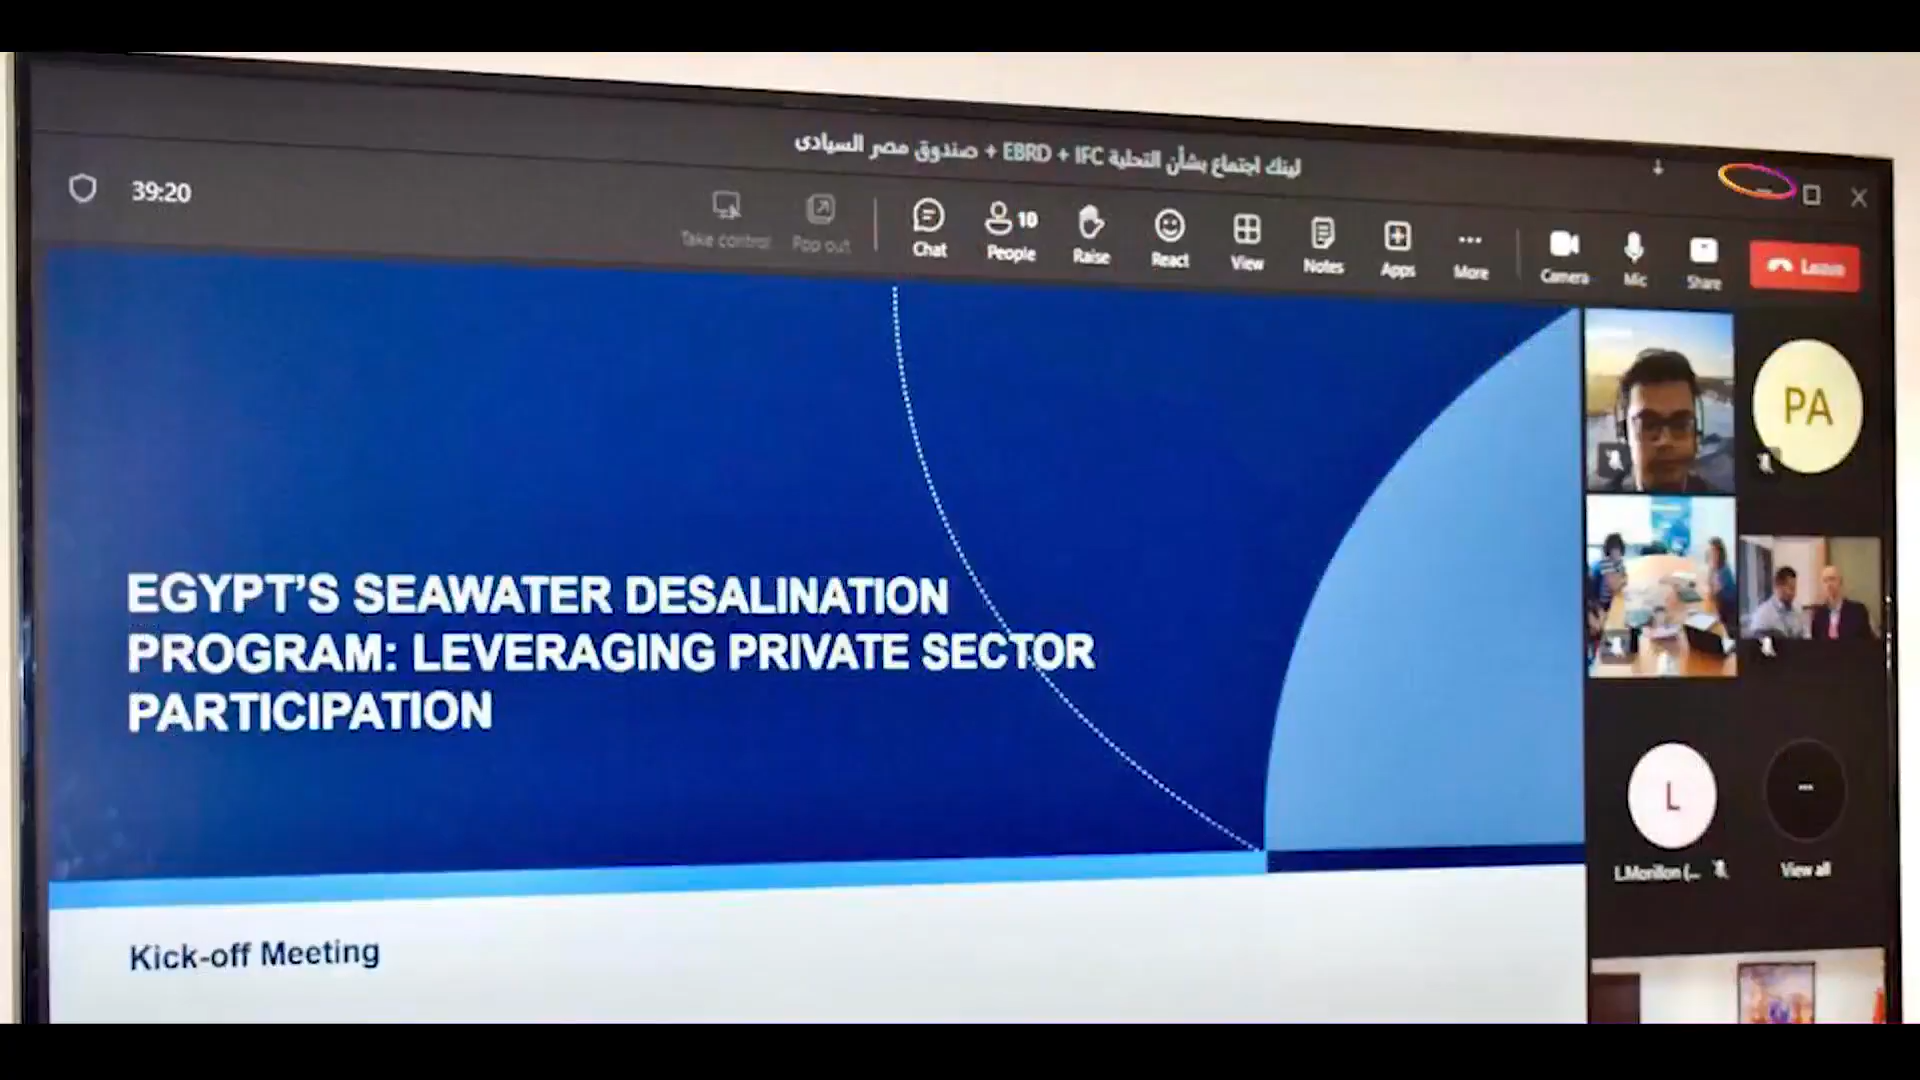 لينك اجتماع بشأن التحلية EBRD + IFC + صندوق مصر السيادى
39:20
Take control
Pop out
Chat
10
People
Raise
React
View
Notes
Apps
More
Camera
Mic
Share
Leave
PA
EGYPT’S SEAWATER DESALINATION
PROGRAM: LEVERAGING PRIVATE SECTOR
PARTICIPATION
L
L.Morillon (...
View all
Kick-off Meeting